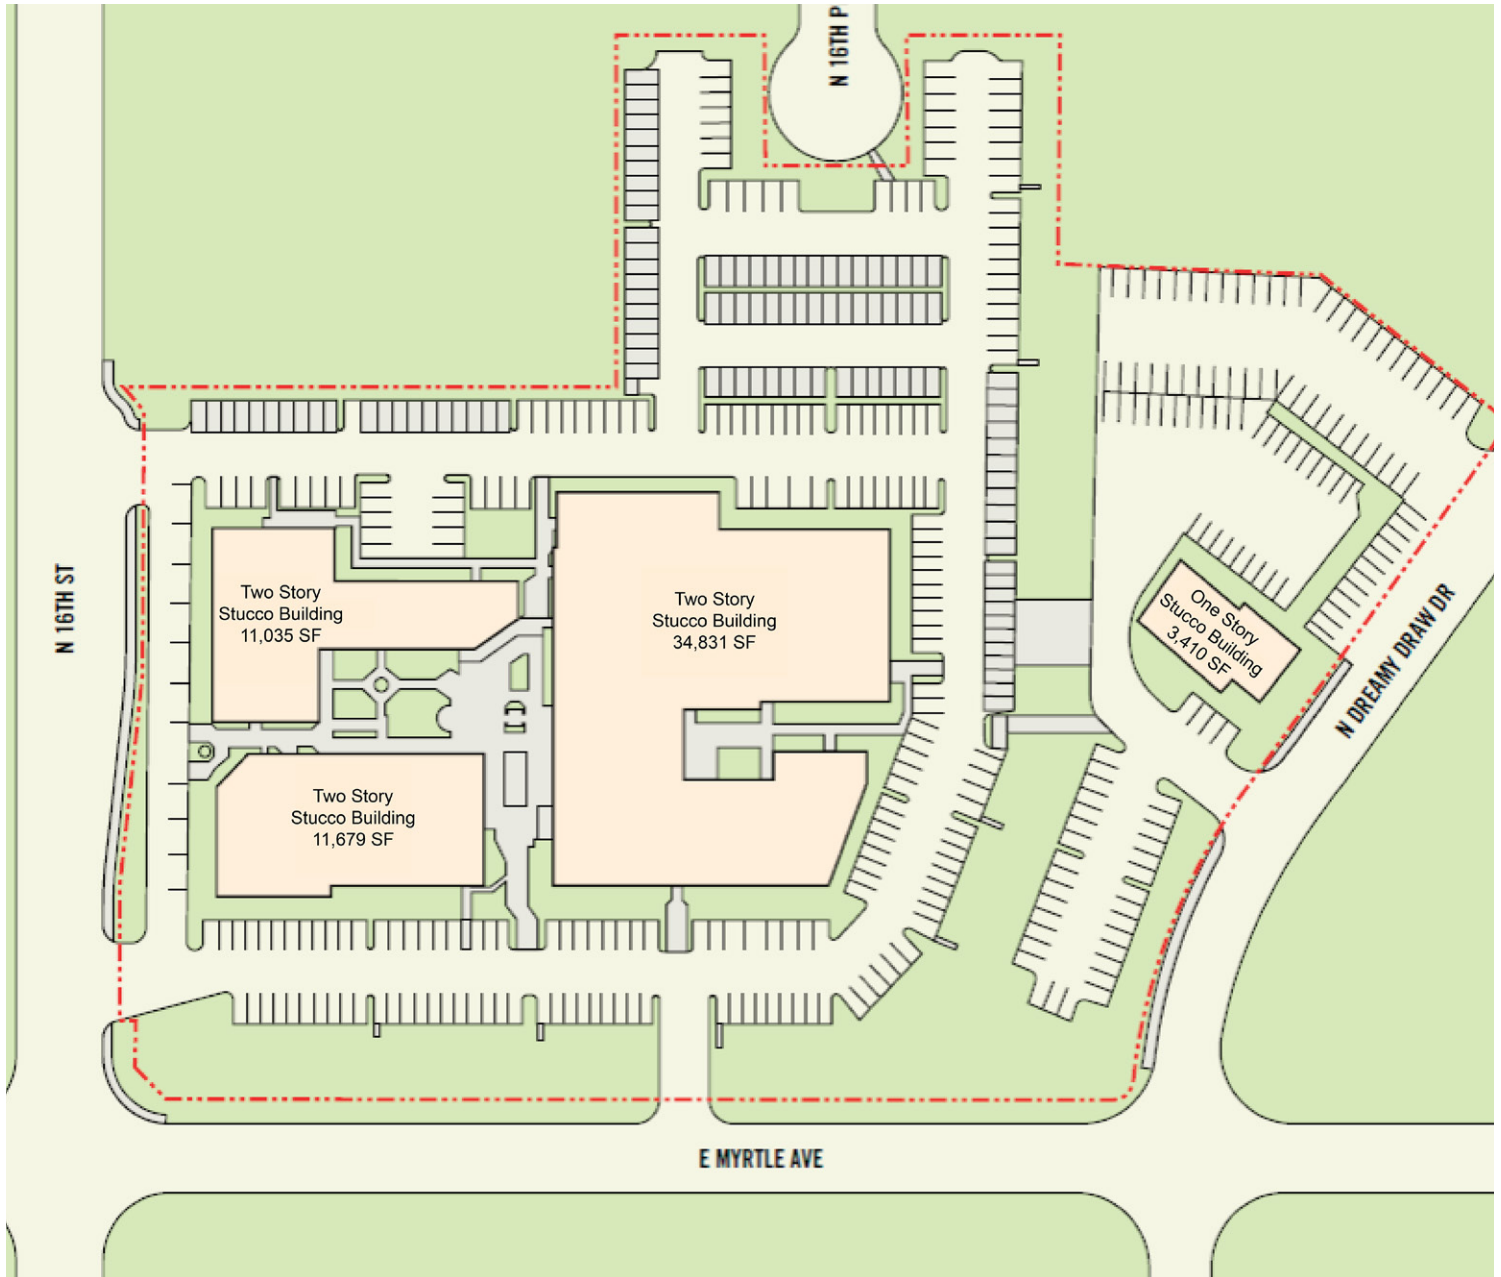 N 16TH P
N 16TH ST
Two Story
Stucco Building
11,035 SF
Two Story
Stucco Building
34,831 SF
One Story
Stucco Building
3,410 SF
N DREAMY DRAW DR
Two Story
Stucco Building
11,679 SF
E MYRTLE AVE